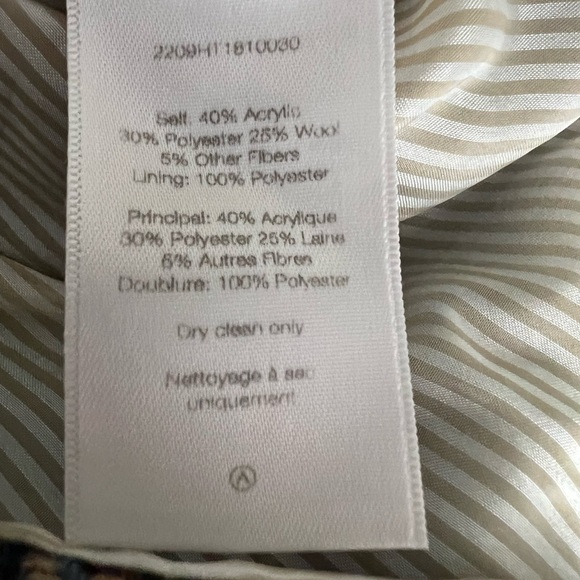 2209HT1810030
Self: 40% Acrylic
30% Polyester 25% Wool
5% Other Fibers
Lining: 100% Polyester
Principal: 40% Acrylique
30% Polyester 25% Laine
5% Autres Fibres
Doublure: 100% Polyester
Dry clean only
Nettoyage à sec
uniquement
A